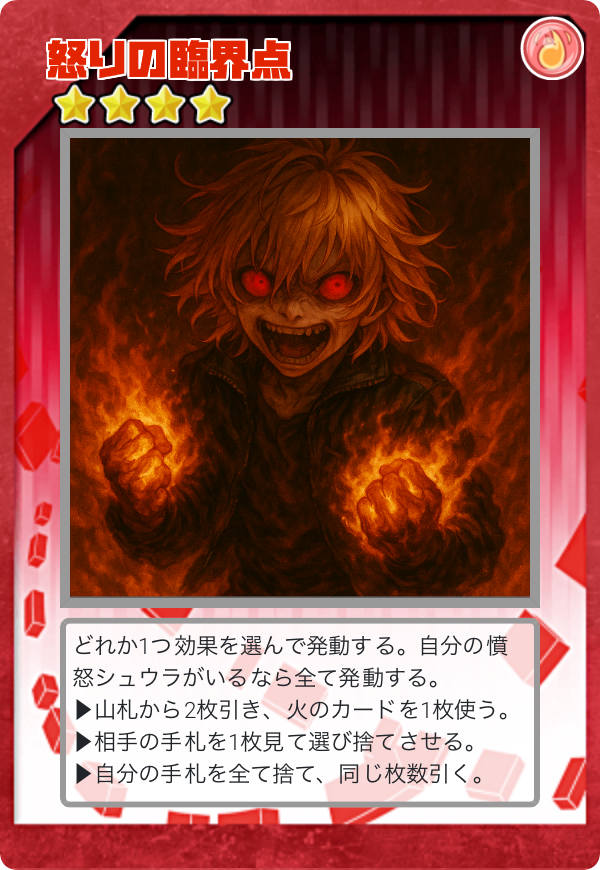 怒りの臨界点
どれか1つ効果を選んで発動する。自分の憤
怒シュウラがいるなら全て発動する。
▶山札から2枚引き、火のカードを1枚使う。
▶相手の手札を1枚見て選び捨てさせる。
▶自分の手札を全て捨て、同じ枚数引く。